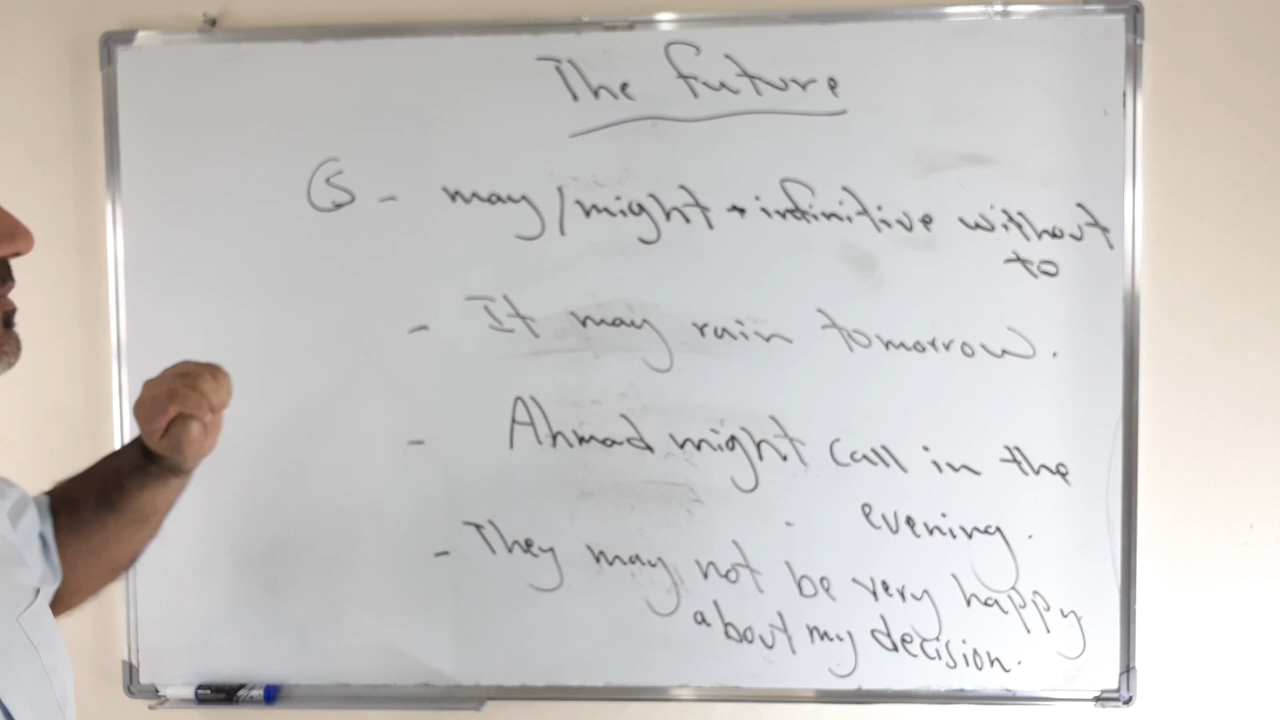 The future
⑤ - may/might + infinitive without
to
- It may rain tomorrow.
- Ahmad might call in the
evening.
- They may not be very happy
about my decision.